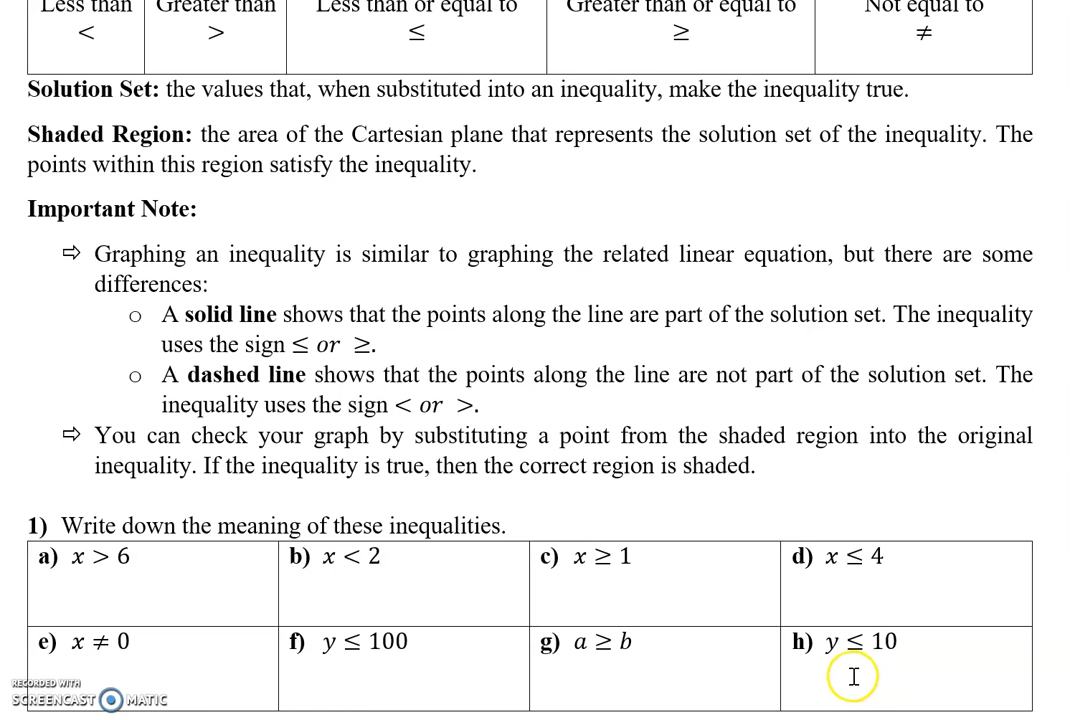 Less than Greater than Less than or equal to Greater than or equal to Not equal to
< > ≤ ≥ ≠
Solution Set: the values that, when substituted into an inequality, make the inequality true.
Shaded Region: the area of the Cartesian plane that represents the solution set of the inequality. The
points within this region satisfy the inequality.
Important Note:
⇨ Graphing an inequality is similar to graphing the related linear equation, but there are some
differences:
o A solid line shows that the points along the line are part of the solution set. The inequality
uses the sign ≤ or ≥.
o A dashed line shows that the points along the line are not part of the solution set. The
inequality uses the sign < or >.
⇨ You can check your graph by substituting a point from the shaded region into the original
inequality. If the inequality is true, then the correct region is shaded.
1) Write down the meaning of these inequalities.
a) x > 6 b) x < 2 c) x ≥ 1 d) x ≤ 4
e) x ≠ 0 f) y ≤ 100 g) a ≥ b h) y ≤ 10
RECORDED WITH
SCREENCAST O MATIC